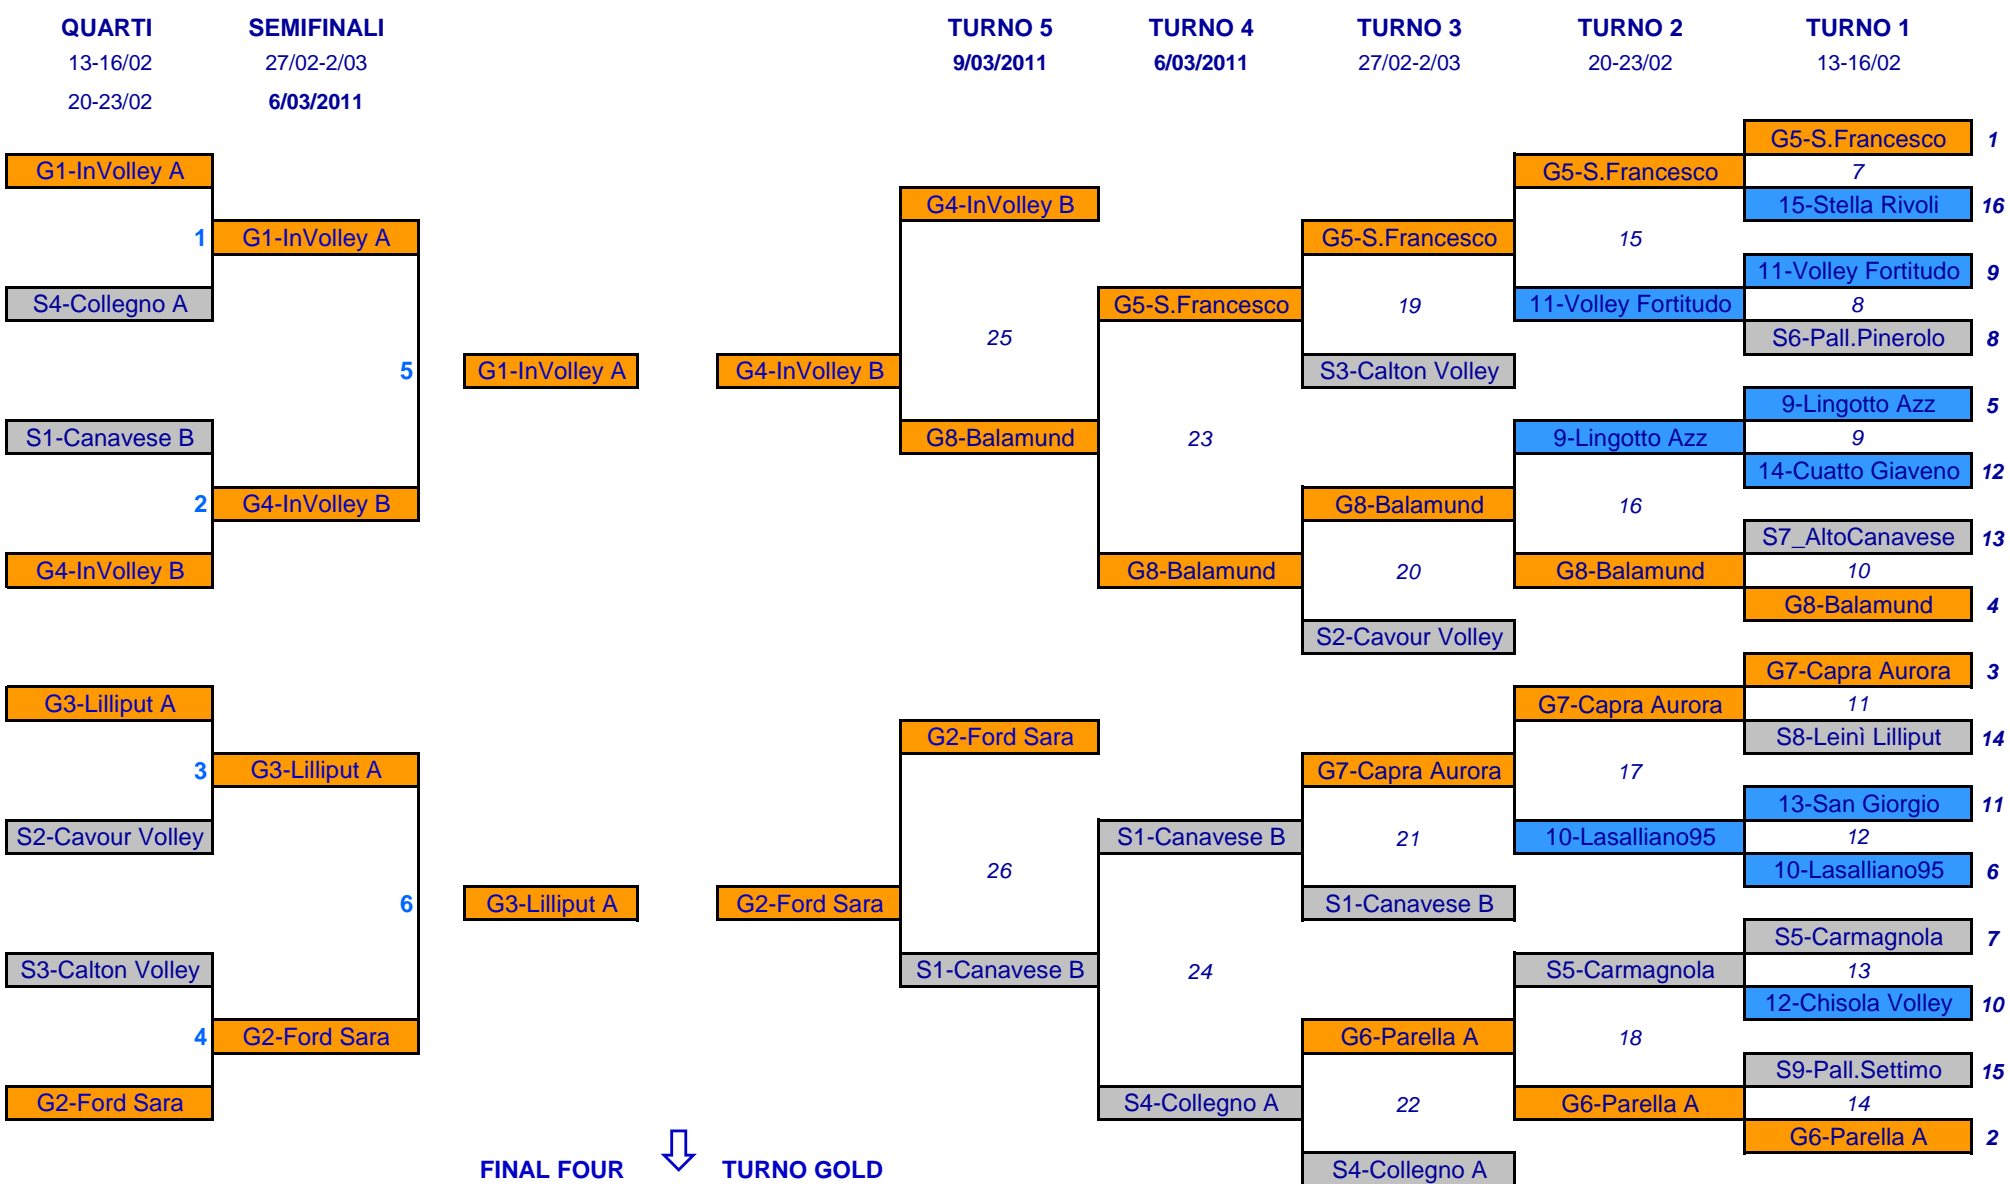 QUARTI SEMIFINALI TURNO 5 TURNO 4 TURNO 3 TURNO 2 TURNO 1
13-16/02 27/02-2/03 9/03/2011 6/03/2011 27/02-2/03 20-23/02 13-16/02
20-23/02 6/03/2011
G5-S.Francesco 1
G1-InVolley A G5-S.Francesco 7
G4-InVolley B 15-Stella Rivoli 16
1 G1-InVolley A G5-S.Francesco 15
11-Volley Fortitudo 9
S4-Collegno A G5-S.Francesco 19 11-Volley Fortitudo 8
25 S6-Pall.Pinerolo 8
5 G1-InVolley A G4-InVolley B S3-Calton Volley
9-Lingotto Azz 5
S1-Canavese B G8-Balamund 23 9-Lingotto Azz 9
14-Cuatto Giaveno 12
2 G4-InVolley B G8-Balamund 16
S7_AltoCanavese 13
G4-InVolley B G8-Balamund 20 G8-Balamund 10
G8-Balamund 4
S2-Cavour Volley
G7-Capra Aurora 3
G3-Lilliput A G7-Capra Aurora 11
G2-Ford Sara S8-Leinì Lilliput 14
3 G3-Lilliput A G7-Capra Aurora 17
13-San Giorgio 11
S2-Cavour Volley S1-Canavese B 21 10-Lasalliano95 12
26 10-Lasalliano95 6
6 G3-Lilliput A G2-Ford Sara S1-Canavese B
S5-Carmagnola 7
S3-Calton Volley S1-Canavese B 24 S5-Carmagnola 13
12-Chisola Volley 10
4 G2-Ford Sara G6-Parella A 18
S9-Pall.Settimo 15
G2-Ford Sara S4-Collegno A 22 G6-Parella A 14
G6-Parella A 2
FINAL FOUR TURNO GOLD S4-Collegno A